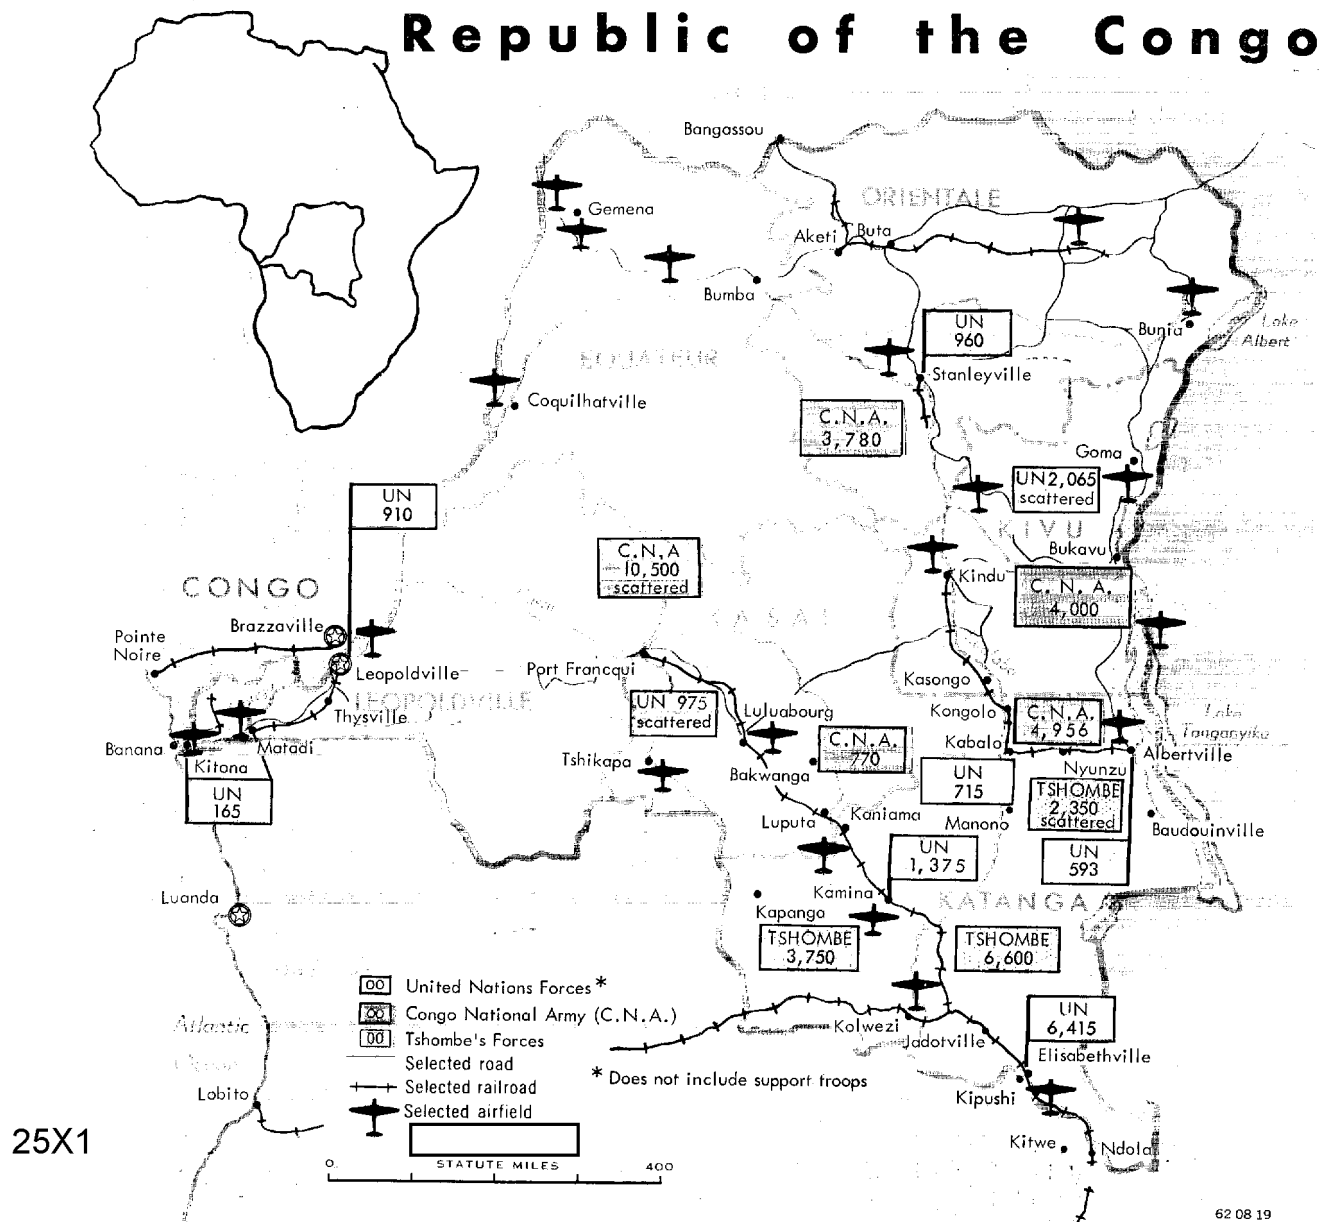 Republic of the Congo
Bangassou
ORIENTALE
Gemena
Aketi
Buta
Bumba
Bunia
Lake
Albert
UN
960
EQUATEUR
Stanleyville
Coquilhatville
C.N.A.
3,780
Goma
UN 2,065
scattered
UN
910
KIVU
Bukavu
C.N.A
10,500
scattered
Kindu
C. N. A.
4,000
CONGO
KASAI
Brazzaville
Pointe
Noire
Port Francqui
Leopoldville
LEOPOLDVILLE
Kasongo
UN 975
scattered
Thysville
Luluabourg
Kongolo
C.N.A.
4,956
Lake
Tanganyika
Banana
Matadi
Kitona
C.N.A.
770
Kabalo
Albertville
Tshikapa
Bakwanga
Nyunzu
UN
165
UN
715
TSHOMBE
2,350
scattered
Luputa
Kaniama
Manono
Baudouinville
UN
1,375
UN
593
Luanda
Kamina
Kapanga
KATANGA
TSHOMBE
3,750
TSHOMBE
6,600
United Nations Forces*
Congo National Army (C.N.A.)
Tshombe's Forces
Selected road
Selected railroad
Selected airfield
UN
6,415
Kolwezi
Jadotville
Elisabethville
Atlantic
Ocean
* Does not include support troops
Kipushi
Lobito
25X1
Kitwe
Ndola
0
STATUTE MILES
400
62 08 19